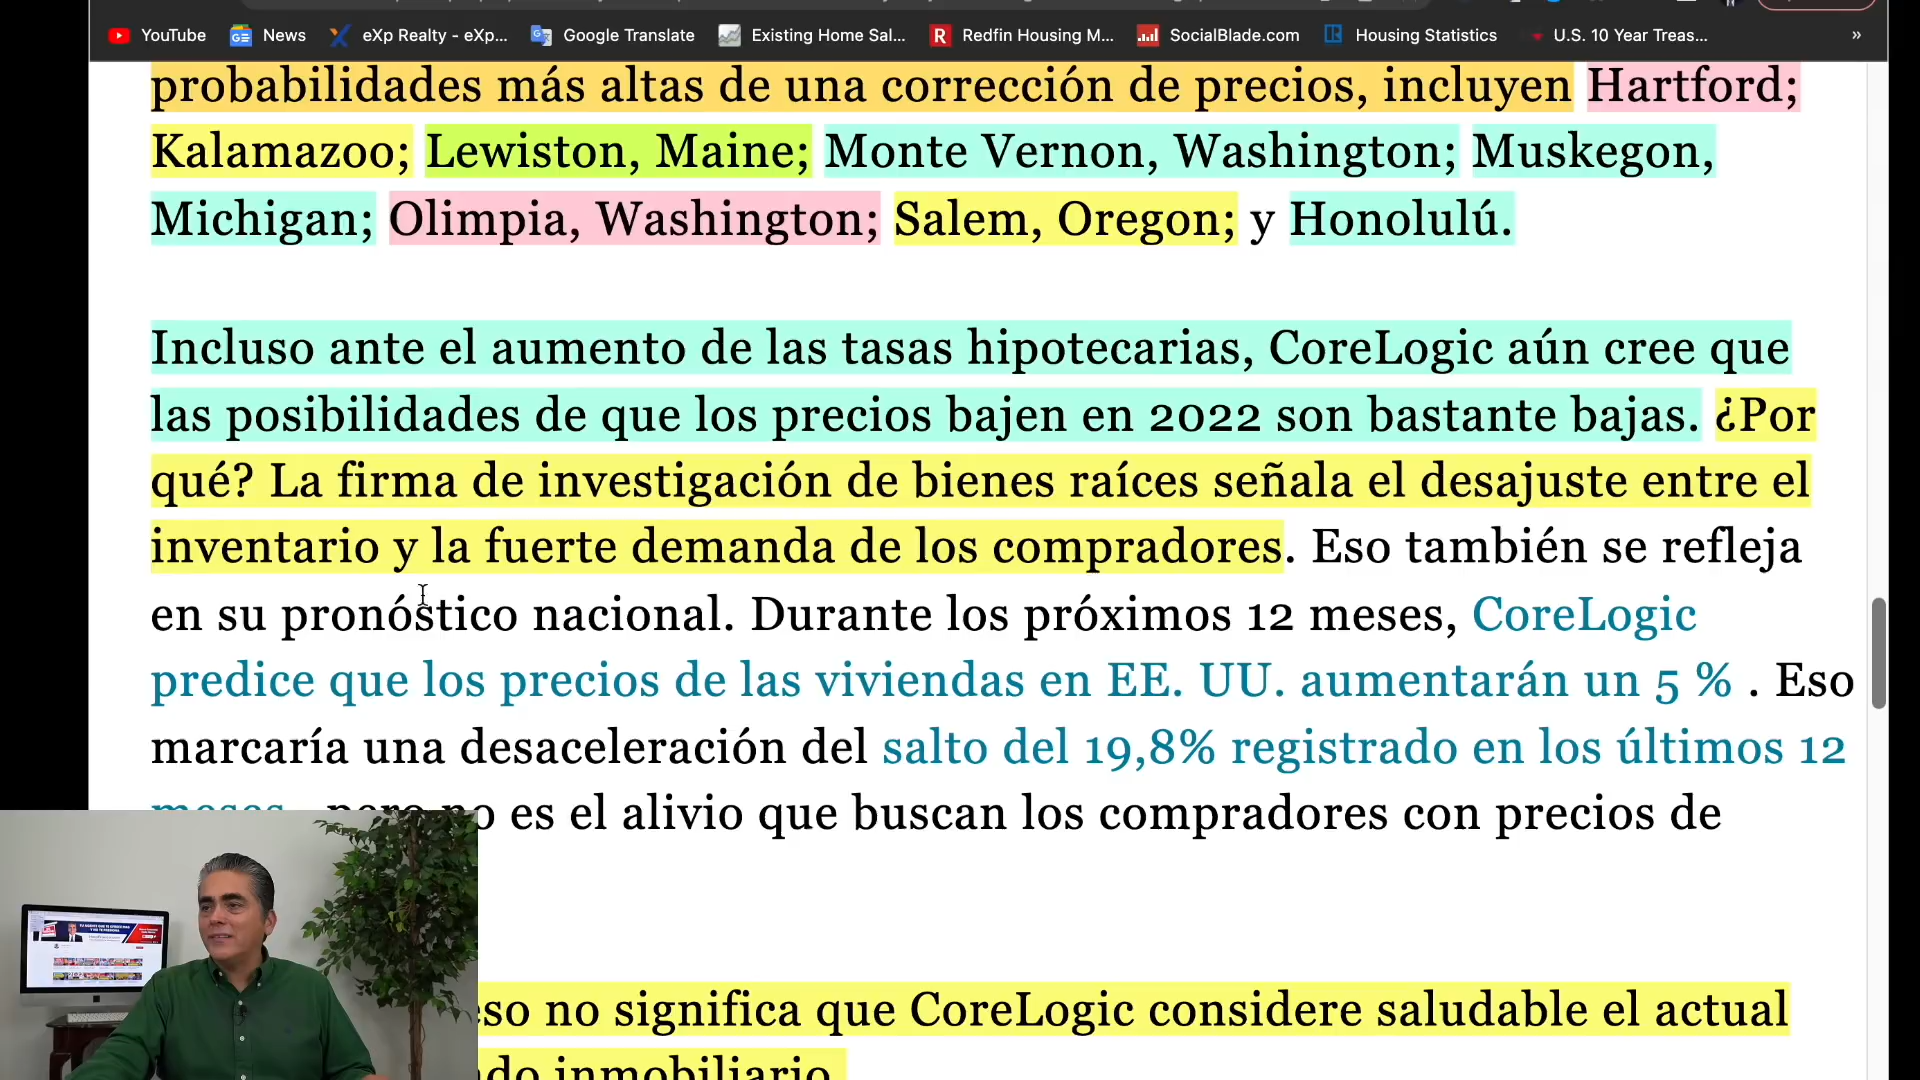 YouTube News eXp Realty - eXp... Google Translate Existing Home Sal... Redfin Housing M... SocialBlade.com Housing Statistics U.S. 10 Year Treas... »
probabilidades más altas de una corrección de precios, incluyen Hartford;
Kalamazoo; Lewiston, Maine; Monte Vernon, Washington; Muskegon,
Michigan; Olimpia, Washington; Salem, Oregon; y Honolulú.
Incluso ante el aumento de las tasas hipotecarias, CoreLogic aún cree que
las posibilidades de que los precios bajen en 2022 son bastante bajas. ¿Por
qué? La firma de investigación de bienes raíces señala el desajuste entre el
inventario y la fuerte demanda de los compradores. Eso también se refleja
en su pronóstico nacional. Durante los próximos 12 meses, CoreLogic
predice que los precios de las viviendas en EE. UU. aumentarán un 5 % . Eso
marcaría una desaceleración del salto del 19,8% registrado en los últimos 12
meses pero no es el alivio que buscan los compradores con precios de
eso no significa que CoreLogic considere saludable el actual
inmobiliario.